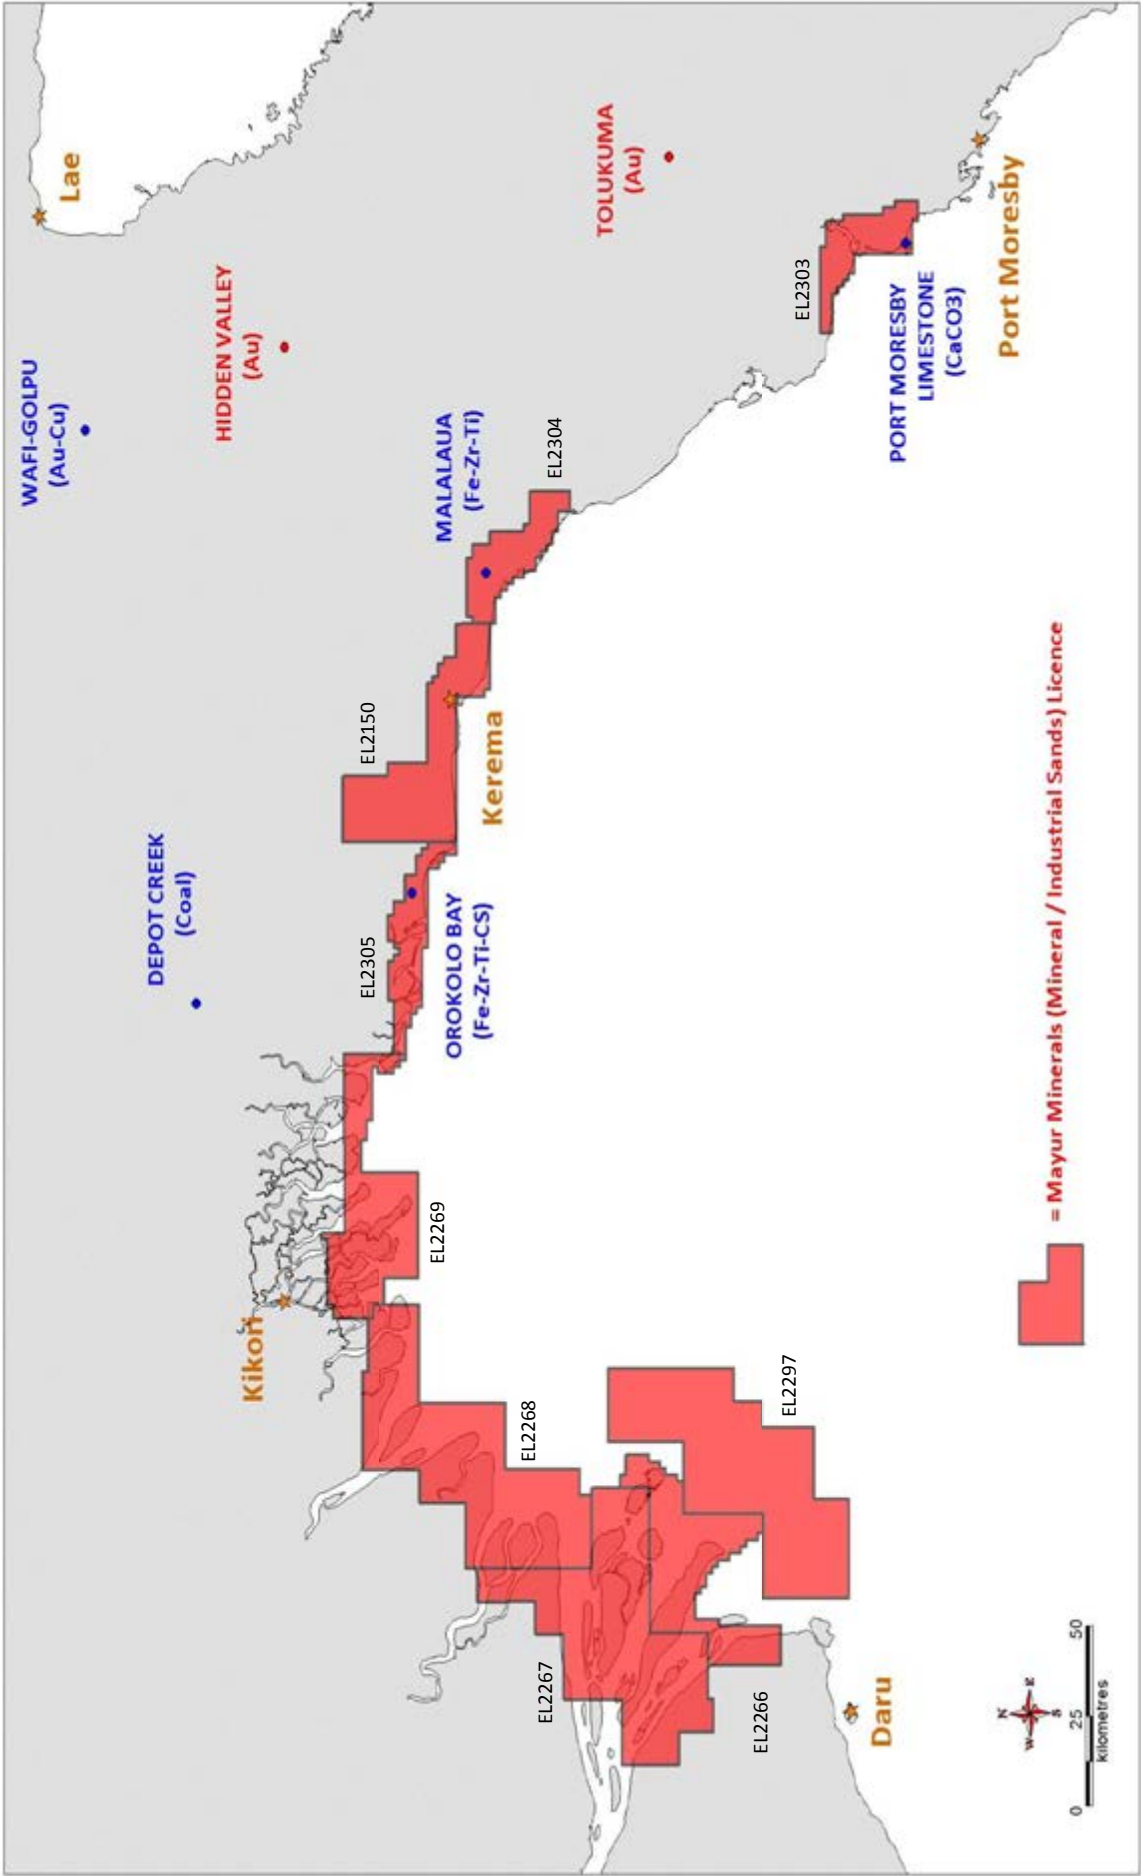 WAFI-GOLPU
(Au-Cu)
Lae
HIDDEN VALLEY
(Au)
DEPOT CREEK
(Coal)
Kikori
EL2150
EL2305
MALALAUA
(Fe-Zr-Ti)
EL2304
Kerema
OROKOLO BAY
(Fe-Zr-Ti-CS)
EL2269
TOLUKUMA
(Au)
EL2268
EL2267
EL2297
EL2266
EL2303
PORT MORESBY
LIMESTONE
(CaCO3)
Port Moresby
Daru
= Mayur Minerals (Mineral / Industrial Sands) Licence
N
W
E
S
0
25
50
kilometres